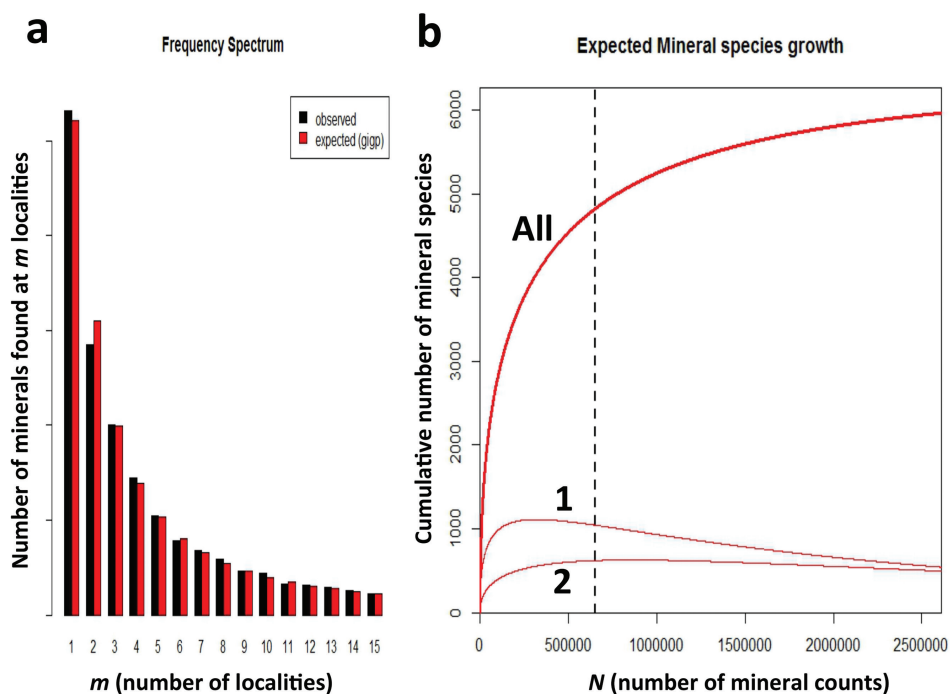 a
Frequency Spectrum
observed
expected (gigp)
Number of minerals found at m localities
1 2 3 4 5 6 7 8 9 10 11 12 13 14 15
m (number of localities)
b
Expected Mineral species growth
Cumulative number of mineral species
6000
5000
4000
3000
2000
1000
0
All
1
2
0 500000 1000000 1500000 2000000 2500000
N (number of mineral counts)